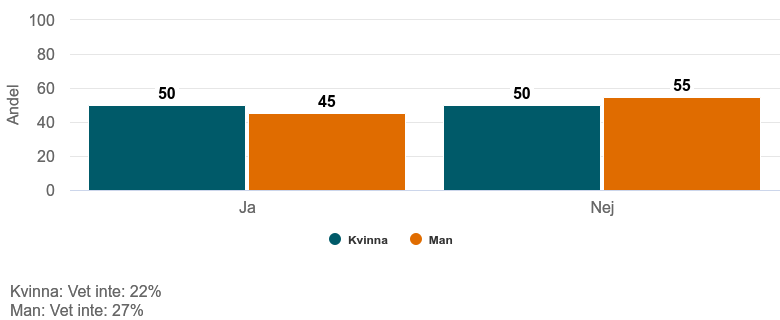 100
80
60
40
20
0
Andel
50
45
50
55
Ja
Nej
Kvinna
Man
Kvinna: Vet inte: 22%
Man: Vet inte: 27%